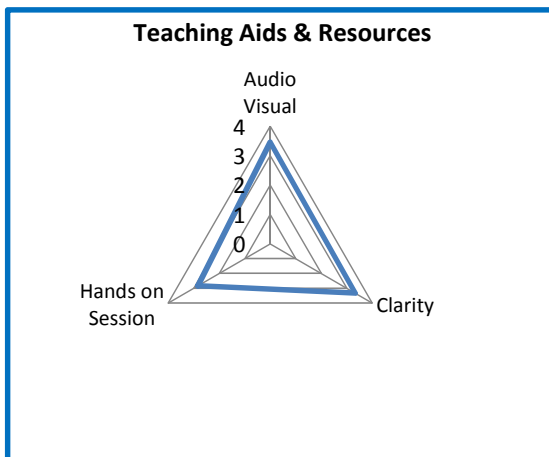 Teaching Aids & Resources
Audio
Visual
4
3
2
1
0
Hands on
Session
Clarity